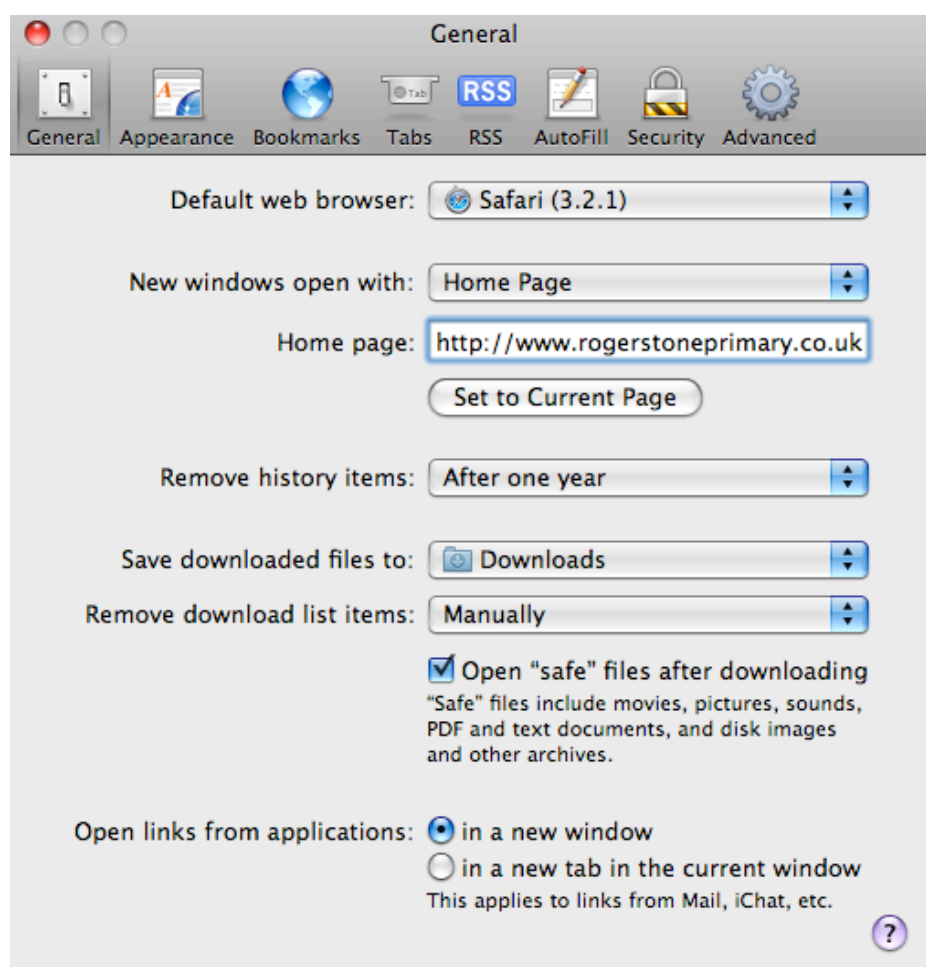 General
Tab
RSS
General Appearance Bookmarks Tabs RSS AutoFill Security Advanced
Default web browser: Safari (3.2.1)
New windows open with: Home Page
Home page: http://www.rogerstoneprimary.co.uk
Set to Current Page
Remove history items: After one year
Save downloaded files to: Downloads
Remove download list items: Manually
Open “safe” files after downloading
“Safe” files include movies, pictures, sounds,
PDF and text documents, and disk images
and other archives.
Open links from applications: in a new window
in a new tab in the current window
This applies to links from Mail, iChat, etc.
?